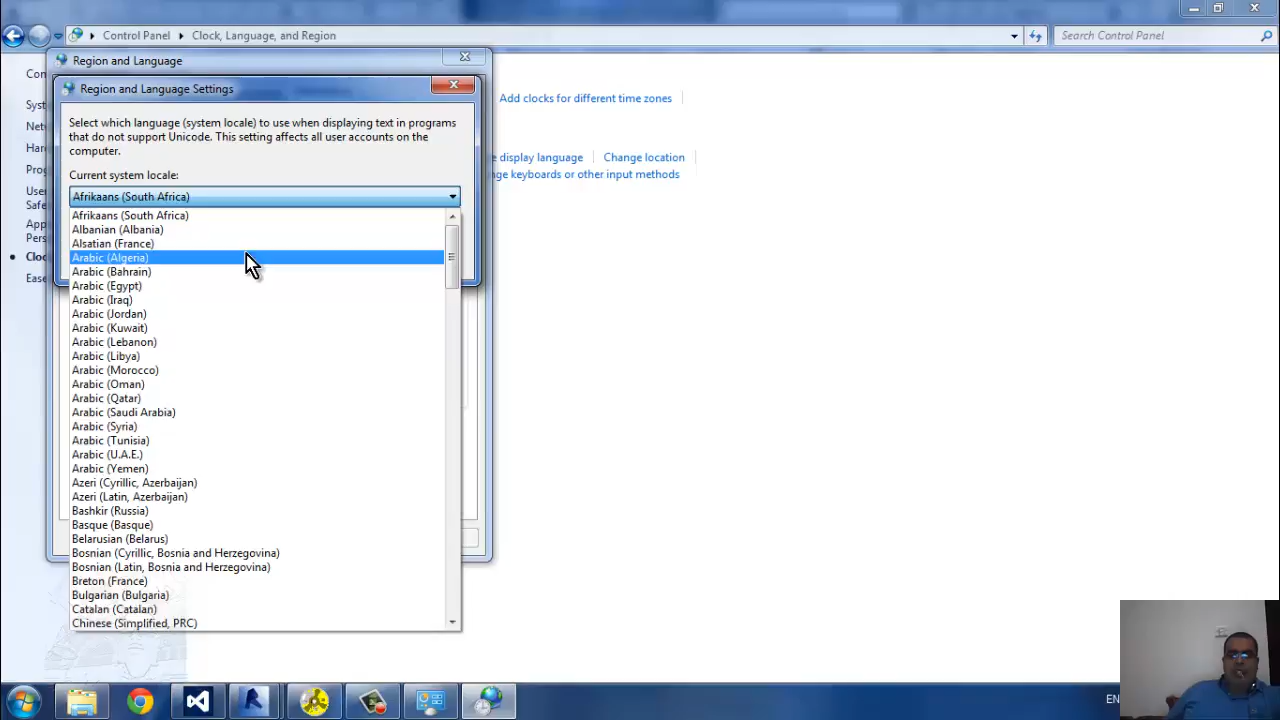 Control Panel
Clock, Language, and Region
Search Control Panel
Region and Language
Region and Language Settings
Select which language (system locale) to use when displaying text in programs
that do not support Unicode. This setting affects all user accounts on the
computer.
Current system locale:
Afrikaans (South Africa)
Afrikaans (South Africa)
Albanian (Albania)
Alsatian (France)
Arabic (Algeria)
Arabic (Bahrain)
Arabic (Egypt)
Arabic (Iraq)
Arabic (Jordan)
Arabic (Kuwait)
Arabic (Lebanon)
Arabic (Libya)
Arabic (Morocco)
Arabic (Oman)
Arabic (Qatar)
Arabic (Saudi Arabia)
Arabic (Syria)
Arabic (Tunisia)
Arabic (U.A.E.)
Arabic (Yemen)
Azeri (Cyrillic, Azerbaijan)
Azeri (Latin, Azerbaijan)
Bashkir (Russia)
Basque (Basque)
Belarusian (Belarus)
Bosnian (Cyrillic, Bosnia and Herzegovina)
Bosnian (Latin, Bosnia and Herzegovina)
Breton (France)
Bulgarian (Bulgaria)
Catalan (Catalan)
Chinese (Simplified, PRC)
Add clocks for different time zones
display language
Change location
keyboards or other input methods
EN